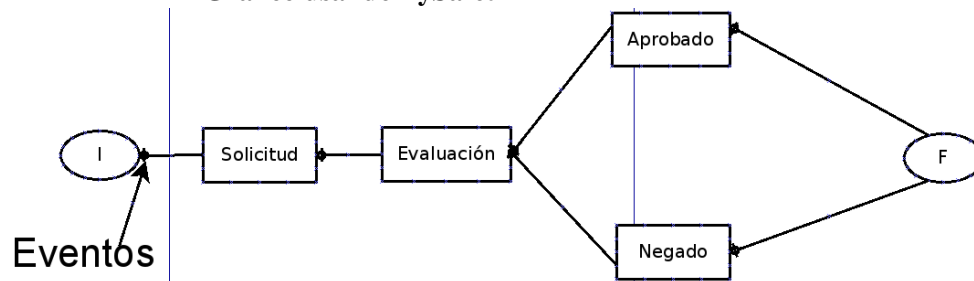 Aprobado
I
Solicitud
Evaluación
F
Eventos
Negado